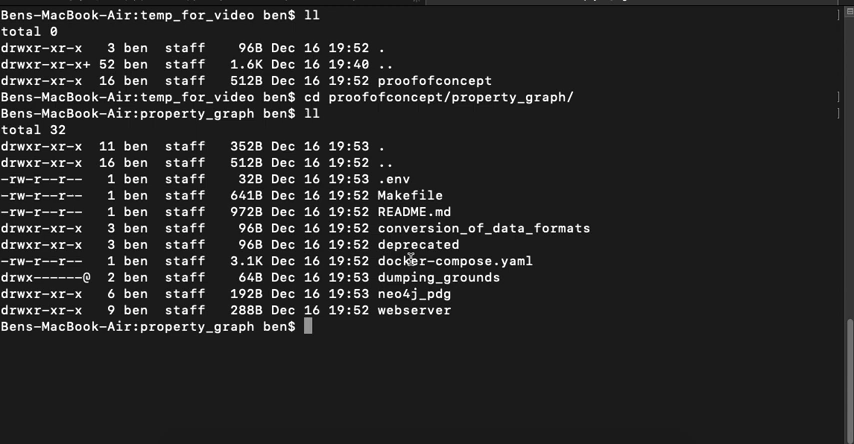 Bens-MacBook-Air:temp_for_video ben$ ll
total 0
drwxr-xr-x   3 ben  staff    96B Dec 16 19:52 .
drwxr-xr-x+ 52 ben  staff   1.6K Dec 16 19:40 ..
drwxr-xr-x  16 ben  staff   512B Dec 16 19:52 proofofconcept
Bens-MacBook-Air:temp_for_video ben$ cd proofofconcept/property_graph/
Bens-MacBook-Air:property_graph ben$ ll
total 32
drwxr-xr-x  11 ben  staff   352B Dec 16 19:53 .
drwxr-xr-x  16 ben  staff   512B Dec 16 19:52 ..
-rw-r--r--   1 ben  staff    32B Dec 16 19:53 .env
-rw-r--r--   1 ben  staff   641B Dec 16 19:52 Makefile
-rw-r--r--   1 ben  staff   972B Dec 16 19:52 README.md
drwxr-xr-x   3 ben  staff    96B Dec 16 19:52 conversion_of_data_formats
drwxr-xr-x   3 ben  staff    96B Dec 16 19:52 deprecated
-rw-r--r--   1 ben  staff   3.1K Dec 16 19:52 docker-compose.yaml
drwx------@  2 ben  staff    64B Dec 16 19:53 dumping_grounds
drwxr-xr-x   6 ben  staff   192B Dec 16 19:53 neo4j_pdg
drwxr-xr-x   9 ben  staff   288B Dec 16 19:52 webserver
Bens-MacBook-Air:property_graph ben$